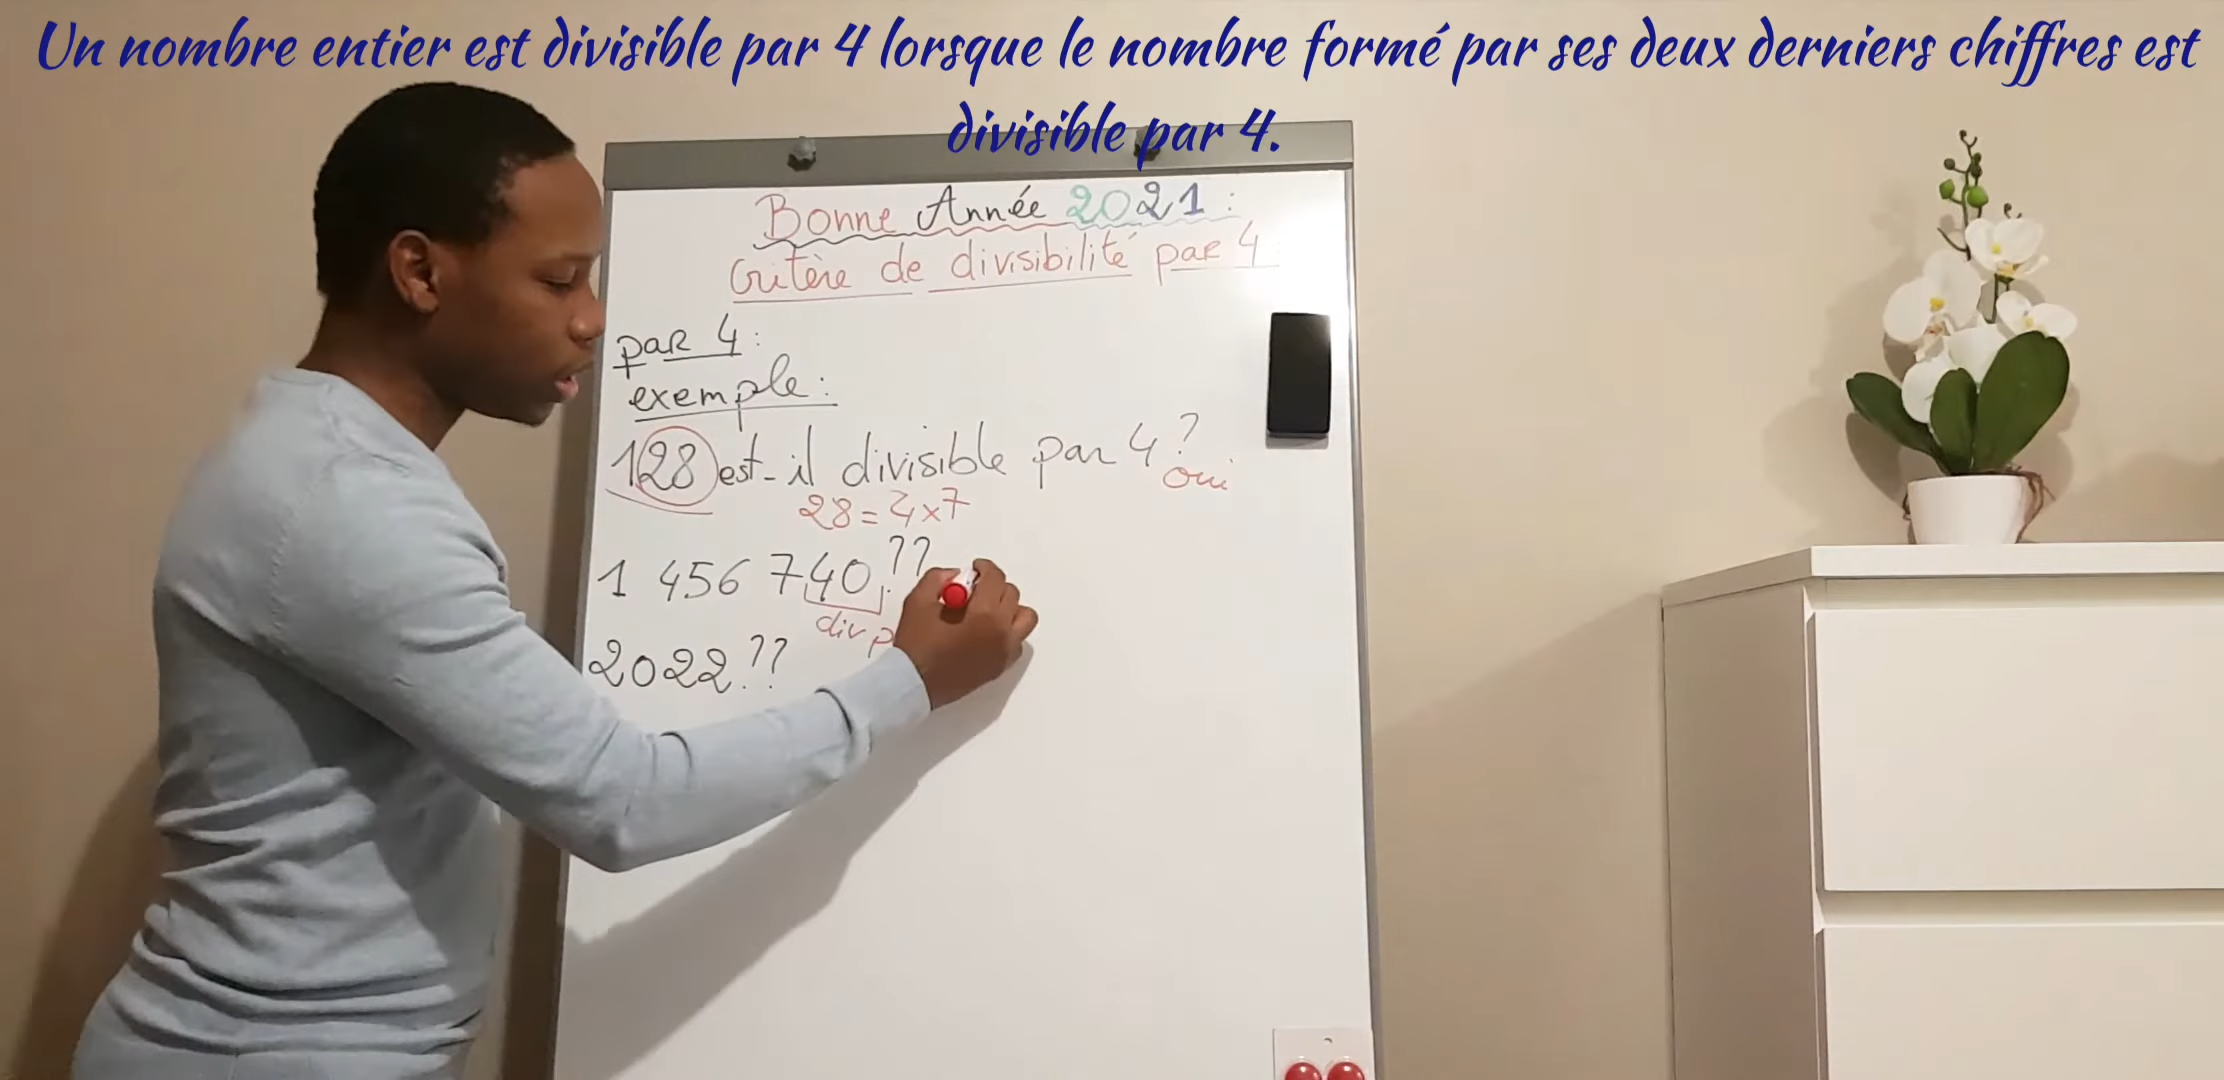 Un nombre entier est divisible par 4 lorsque le nombre formé par ses deux derniers chiffres est
divisible par 4.
Bonne Année 2021 :
Critère de divisibilité par 4 :
par 4 :
exemple :
128 est-il divisible par 4 ? oui
28 = 4 x 7
1 456 740 ??
div p
2022 ??